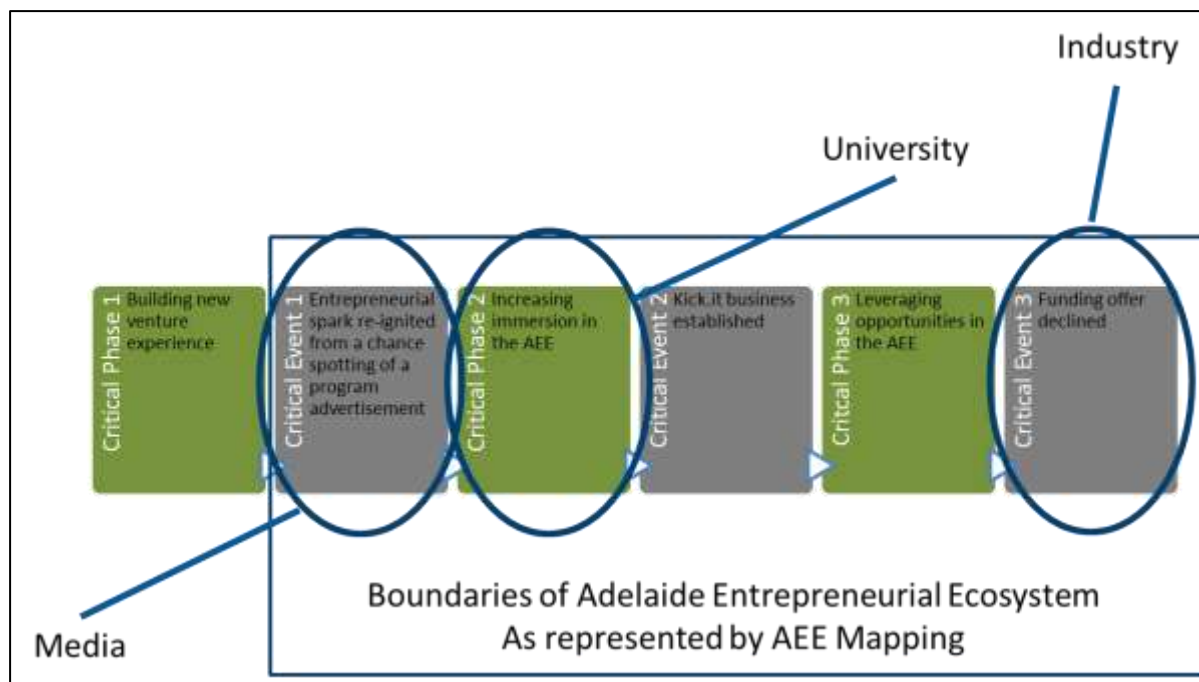 Industry
University
Critical Phase 1
Building new
venture
experience
Critical Event 1
Entrepreneurial
spark re-ignited
from a chance
spotting of a
program
advertisement
Critical Phase 2
Increasing
immersion in
the AEE
Critical Event 2
Kick.it business
established
Critcal Phase 3
Leveraging
opportunities in
the AEE
Critical Event 3
Funding offer
declined
Boundaries of Adelaide Entrepreneurial Ecosystem
As represented by AEE Mapping
Media